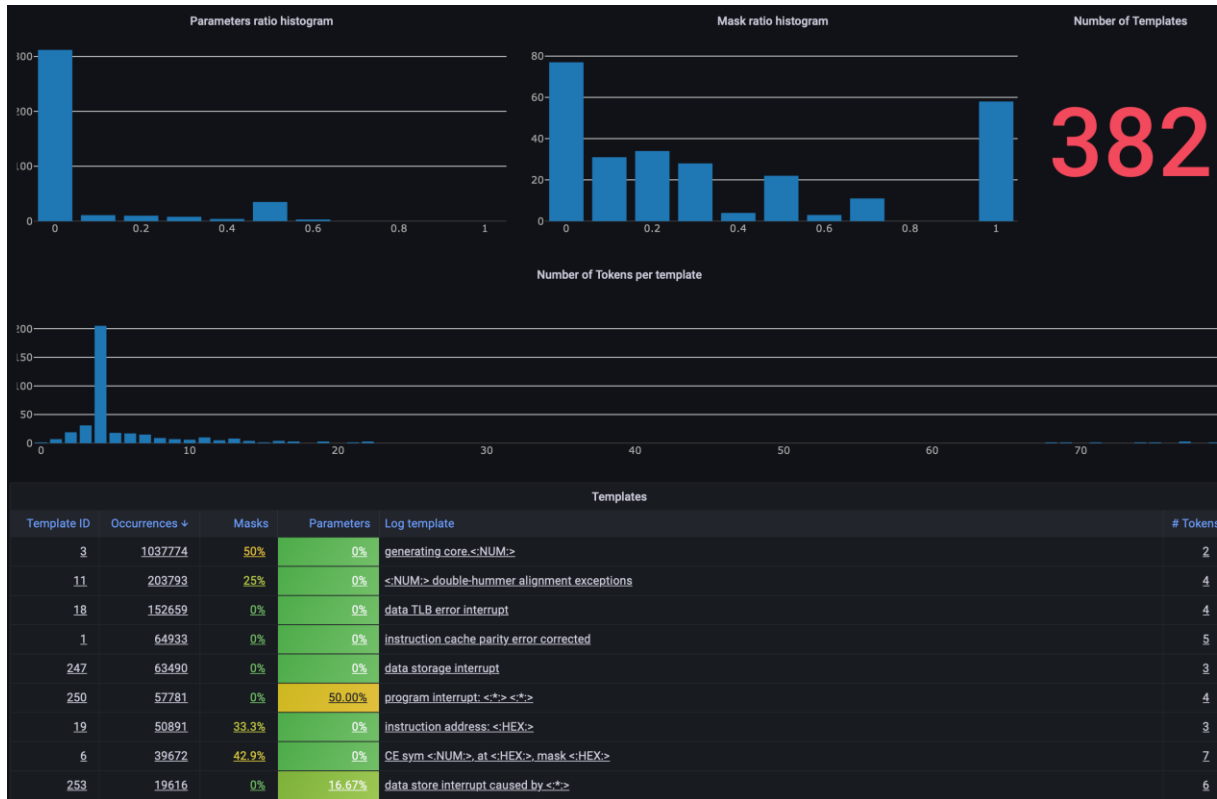 Parameters ratio histogram
Mask ratio histogram
Number of Templates
300
200
100
0
0 0.2 0.4 0.6 0.8 1
80
60
40
20
0
0 0.2 0.4 0.6 0.8 1
382
Number of Tokens per template
200
150
100
50
0
0 10 20 30 40 50 60 70
Templates
Template ID Occurrences ↓ Masks Parameters Log template # Tokens
3 1037774 50% 0% generating core.<:NUM:> 2
11 203793 25% 0% <:NUM:> double-hummer alignment exceptions 4
18 152659 0% 0% data TLB error interrupt 4
1 64933 0% 0% instruction cache parity error corrected 5
247 63490 0% 0% data storage interrupt 3
250 57781 0% 50.00% program interrupt: <:*:> <:*:> 4
19 50891 33.3% 0% instruction address: <:HEX:> 3
6 39672 42.9% 0% CE sym <:NUM:>, at <:HEX:>, mask <:HEX:> 7
253 19616 0% 16.67% data store interrupt caused by <:*:> 6